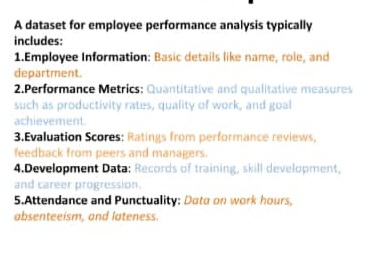 A dataset for employee performance analysis typically
includes:
1.Employee Information: Basic details like name, role, and
department.
2.Performance Metrics: Quantitative and qualitative measures
such as productivity rates, quality of work, and goal
achievement.
3.Evaluation Scores: Ratings from performance reviews,
feedback from peers and managers.
4.Development Data: Records of training, skill development,
and career progression.
5.Attendance and Punctuality: Data on work hours,
absenteeism, and lateness.